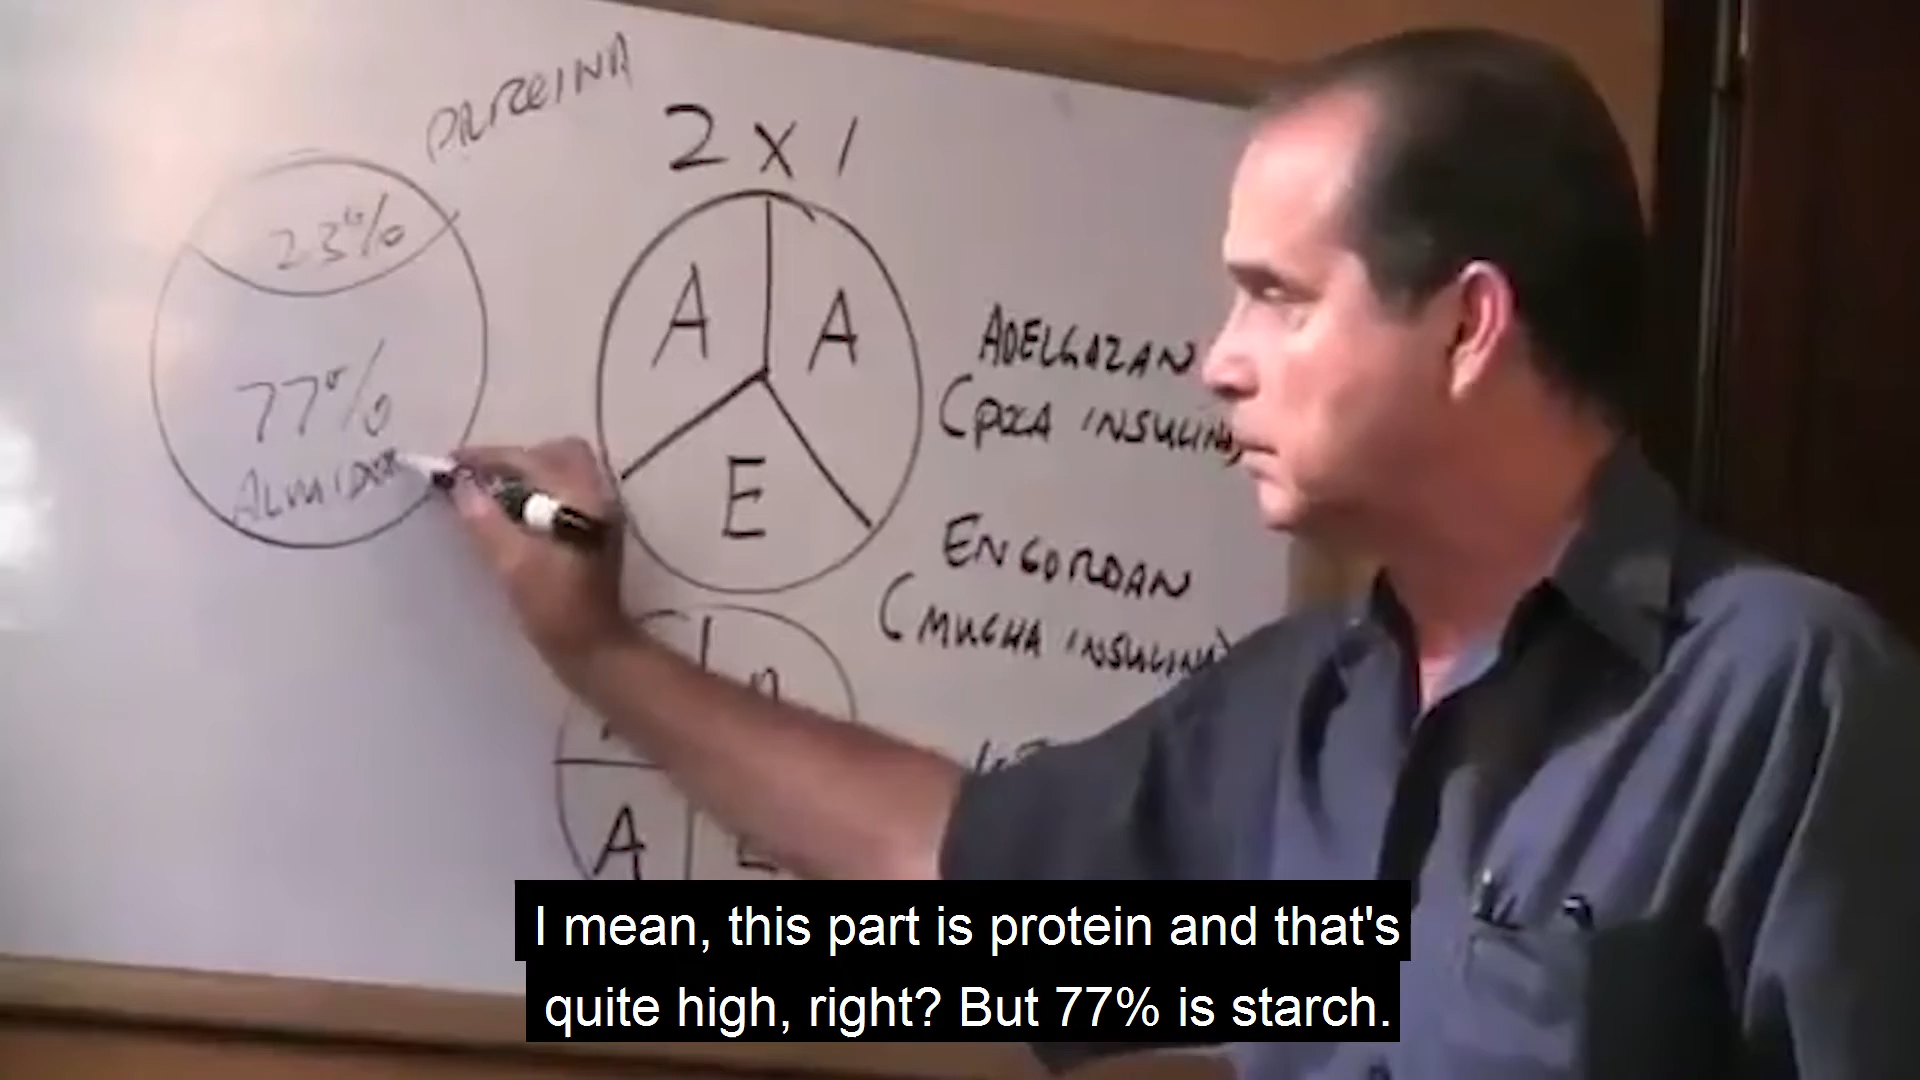 PROTEINA
23%
77%
ALMIDON
2 x 1
A A
E
ADELGAZAN
(POCA INSULINA)
ENGORDAN
(MUCHA INSULINA)
A
I mean, this part is protein and that's
quite high, right? But 77% is starch.